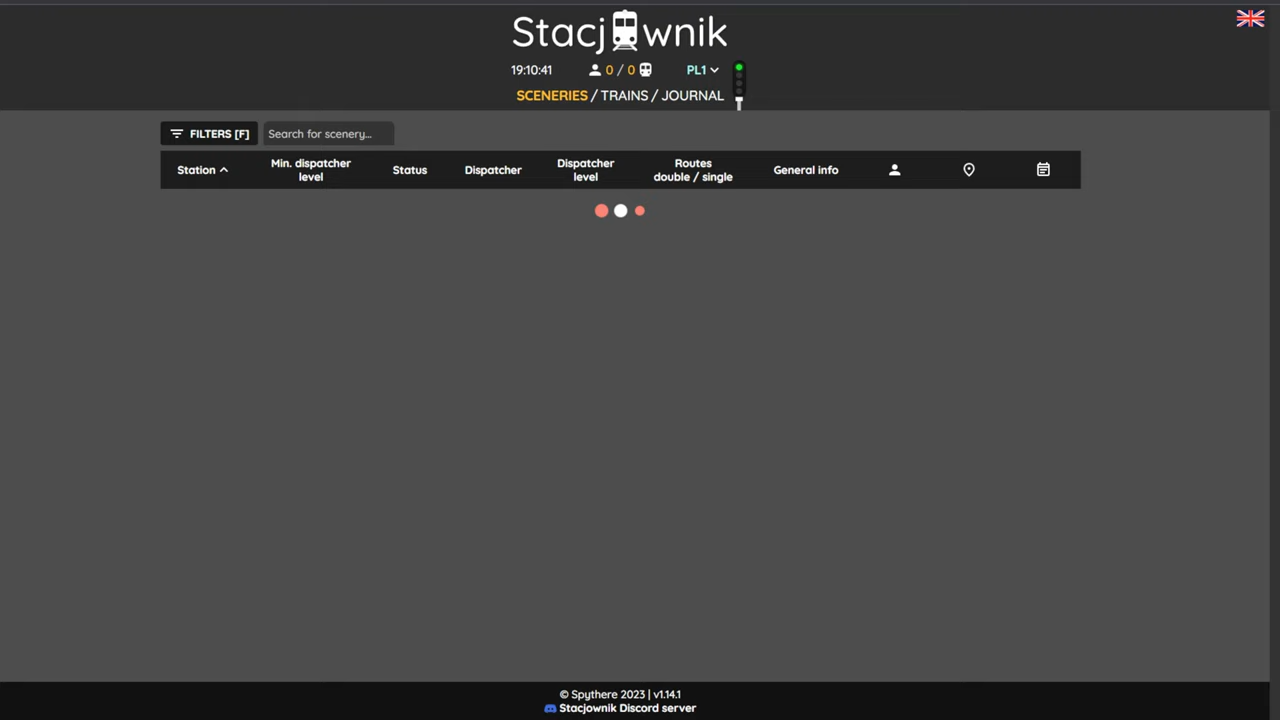 Stacjownik
19:10:41 0 / 0 PL1
SCENERIES / TRAINS / JOURNAL
FILTERS [F] Search for scenery...
Station Min. dispatcher level Status Dispatcher Dispatcher level Routes double / single General info
© Spythere 2023 | v1.14.1
Stacjownik Discord server